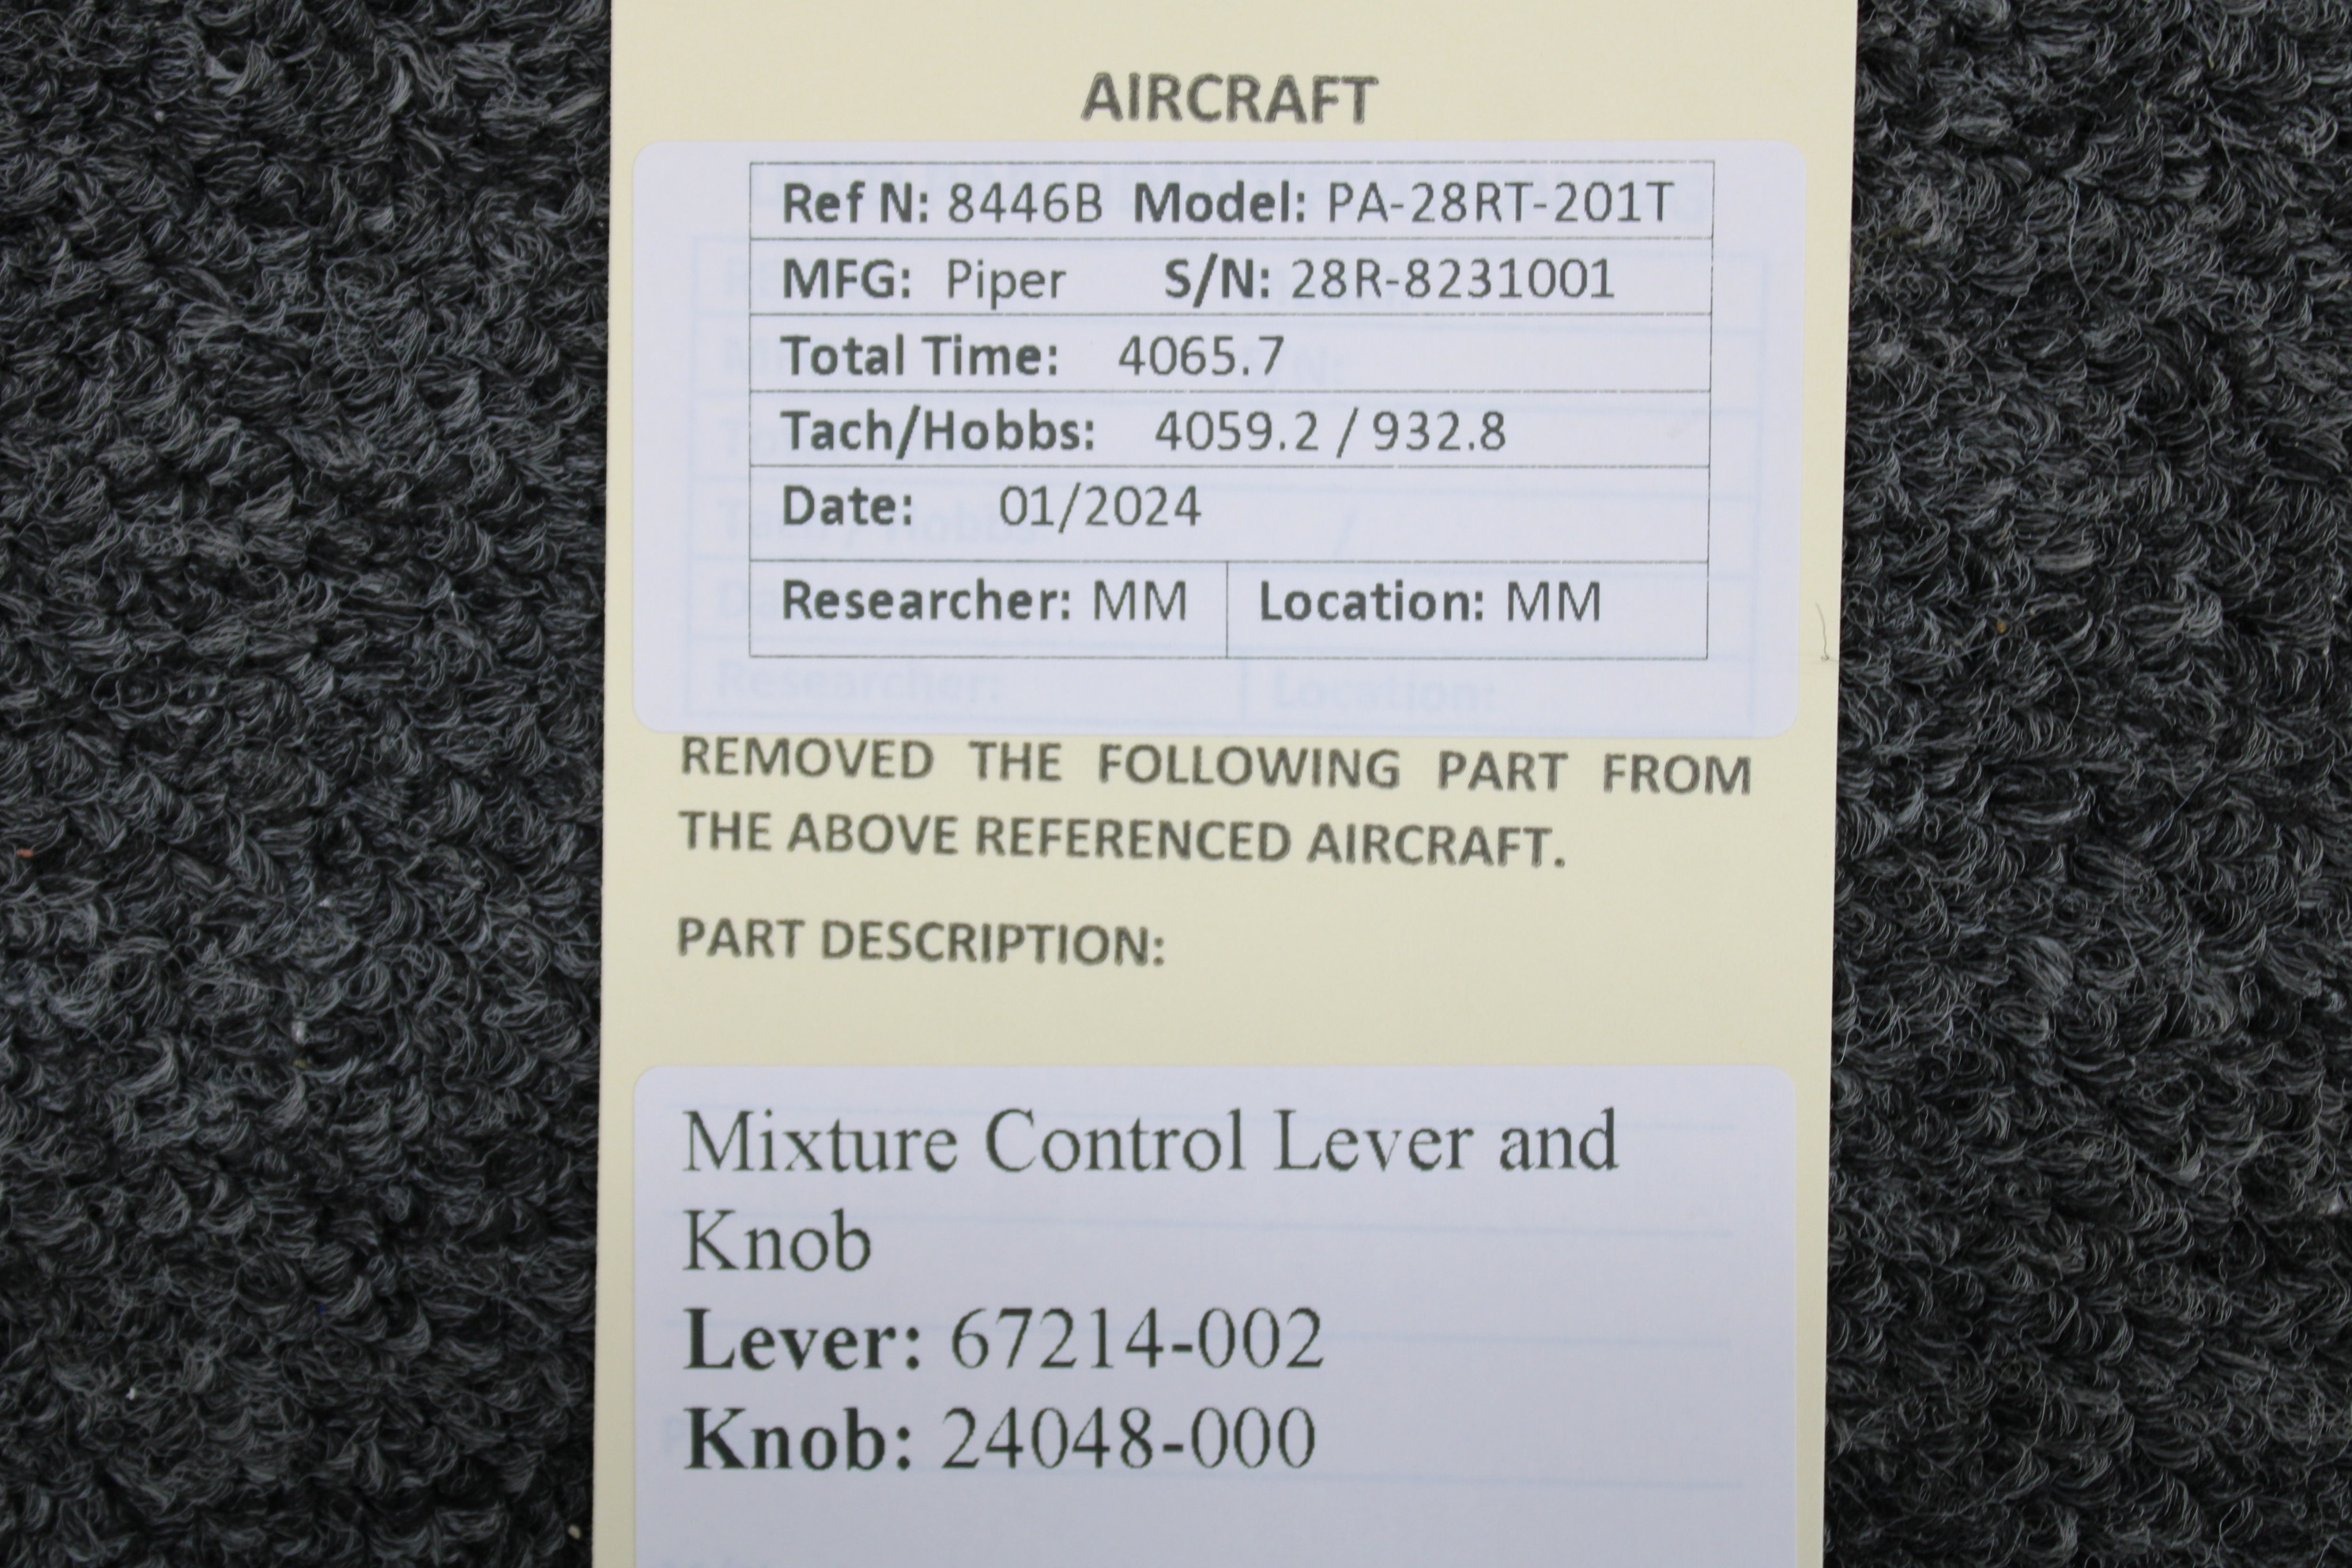 AIRCRAFT
Ref N: 8446B Model: PA-28RT-201T
MFG: Piper S/N: 28R-8231001
Total Time: 4065.7
Tach/Hobbs: 4059.2 / 932.8
Date: 01/2024
Researcher: MM Location: MM
Researcher: Location:
REMOVED THE FOLLOWING PART FROM
THE ABOVE REFERENCED AIRCRAFT.
PART DESCRIPTION:
Mixture Control Lever and
Knob
Lever: 67214-002
Knob: 24048-000